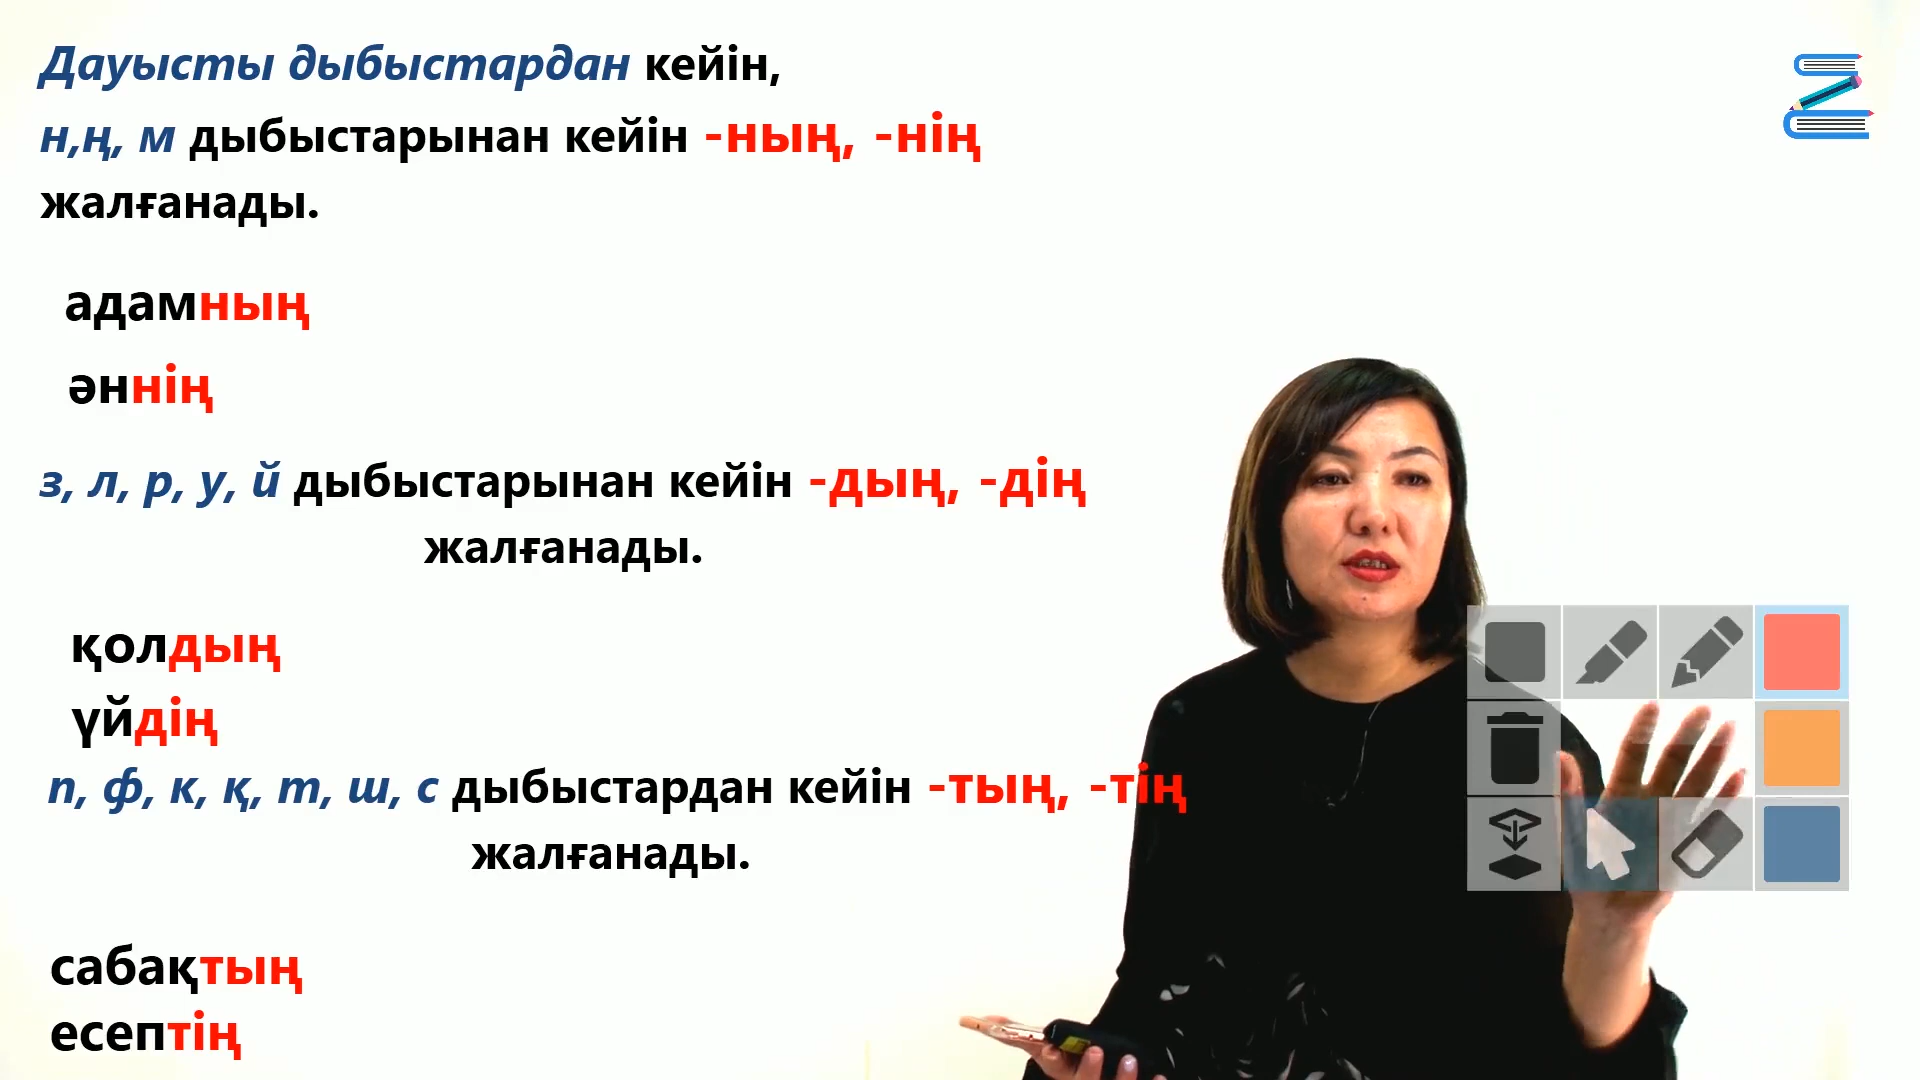 Дауысты дыбыстардан кейін,
н,ң, м дыбыстарынан кейін -ның, -нің
жалғанады.
адамның
әннің
з, л, р, у, й дыбыстарынан кейін -дың, -дің
жалғанады.
қолдың
үйдің
п, ф, к, қ, т, ш, с дыбыстардан кейін -тың, -тің
жалғанады.
сабақтың
есептің